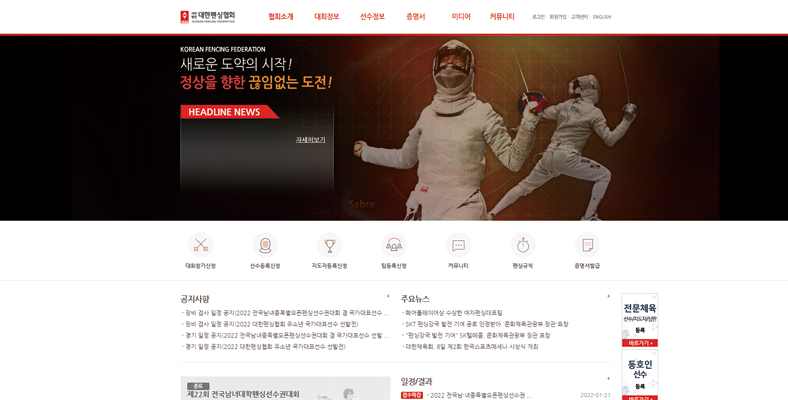 대한펜싱협회
KOREAN FENCING FEDERATION
협회소개 대회정보 선수정보 증명서 미디어 커뮤니티
로그인 회원가입 고객센터 ENGLISH
KOREAN FENCING FEDERATION
새로운 도약의 시작!
정상을 향한 끊임없는 도전!
HEADLINE NEWS
자세히보기
Sabre
대회참가신청 선수등록신청 지도자등록신청 팀등록신청 커뮤니티 펜싱규칙 증명서발급
공지사항 +
- 장비 검사 일정 공지(2022 전국남녀종목별오픈펜싱선수권대회 겸 국가대표선수 ...
- 장비 검사 일정 공지(2022 대한펜싱협회 유소년 국가대표선수 선발전)
- 경기 일정 공지(2022 전국남녀종목별오픈펜싱선수권대회 겸 국가대표선수 선발 ...
- 경기 일정 공지(2022 대한펜싱협회 유소년 국가대표선수 선발전)
주요뉴스 +
- 페어플레이어상 수상한 여자펜싱대표팀
- SKT 펜싱강국 발전 기여 공로 인정받아 '문화체육관광부 장관'표창
- "펜싱강국 발전 기여" SK텔레콤, 문화체육관광부 장관 표창
- 대한체육회, 8일 제2회 한국스포츠메세나 시상식 개최
전문체육
선수/지도자/심판
등록
바로가기
동호인
선수
등록
바로가기
종료
제22회 전국남녀대학펜싱선수권대회
일정/결과 +
접수마감 - 2022 전국남·녀종목별오픈펜싱선수권 ... 2022-01-21